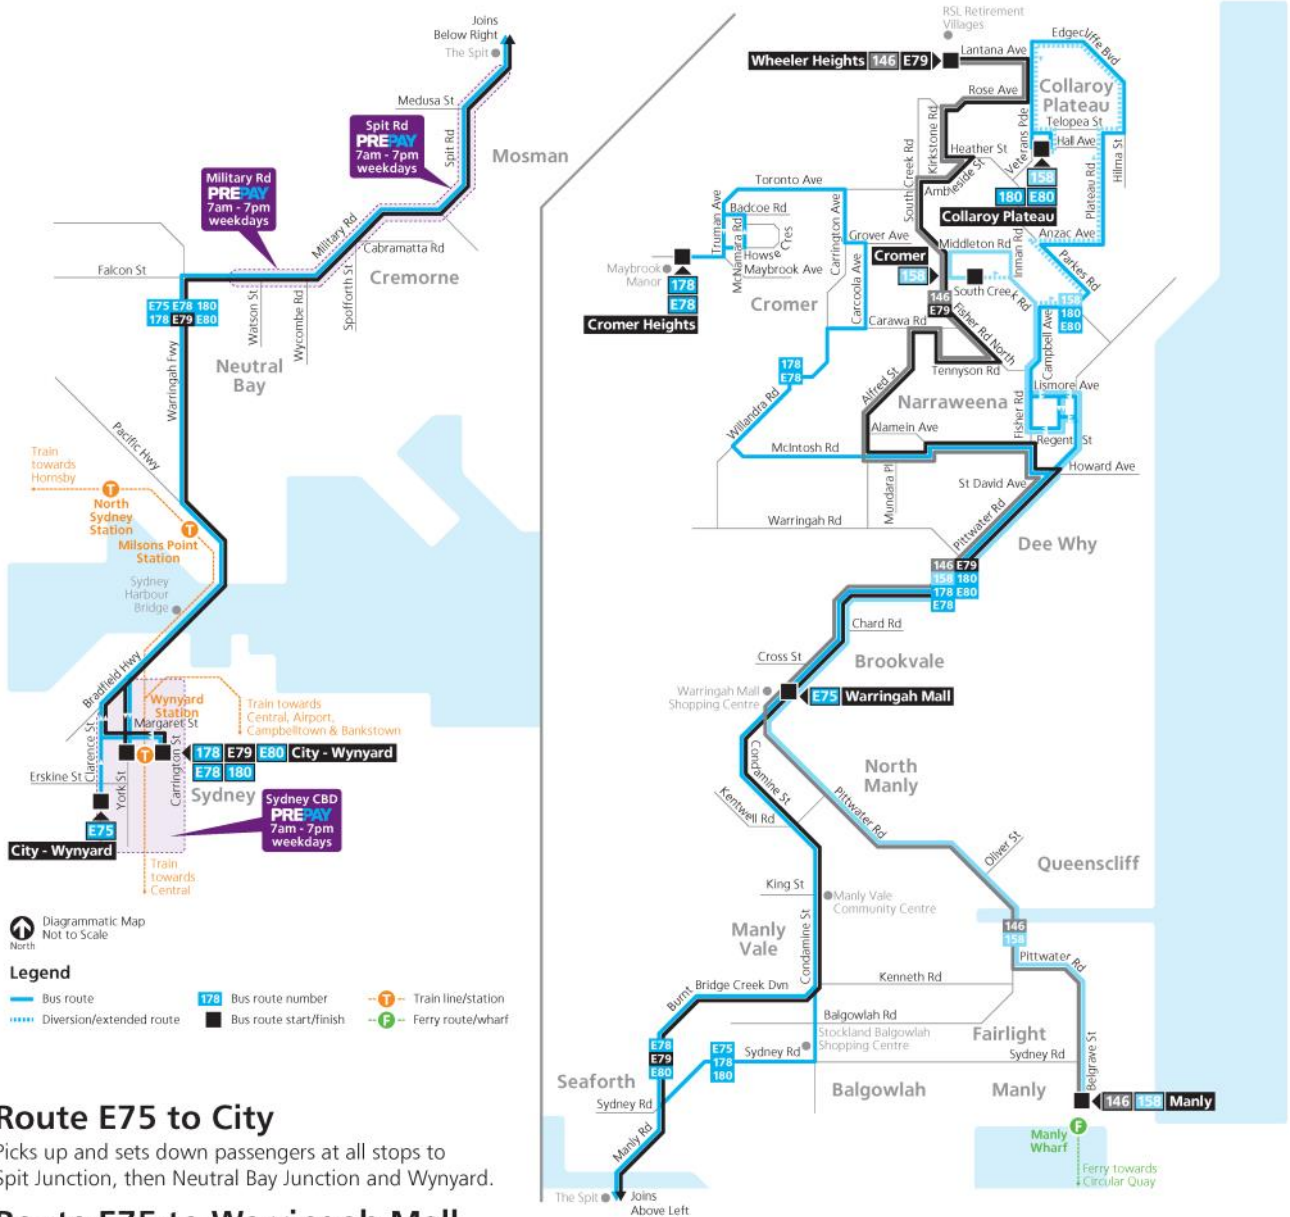 Joins
Below Right
The Spit
Medusa St
Spit Rd
PREPAY
7am - 7pm
weekdays
Spit Rd
Mosman
Military Rd
PREPAY
7am - 7pm
weekdays
Military Rd
Cabramatta Rd
Falcon St
Cremorne
E75 E78 180
178 E79 E80
Watson St
Wycombe Rd
Spofforth St
Neutral
Bay
Warringah Fwy
Pacific Hwy
Train
towards
Hornsby
T
North
Sydney
Station
T
Milsons Point
Station
Sydney
Harbour
Bridge
Bradfield Hwy
Wynyard
Station
Train towards
Central, Airport,
Campbelltown & Bankstown
Margaret St
Clarence St
T
178 E79 E80 City - Wynyard
E78 180
Erskine St
York St
Carrington St
Sydney
Sydney CBD
PREPAY
7am - 7pm
weekdays
E75
City - Wynyard
Train
towards
Central
North
Diagrammatic Map
Not to Scale
Legend
Bus route
178 Bus route number
T Train line/station
Diversion/extended route
Bus route start/finish
F Ferry route/wharf
Route E75 to City
Picks up and sets down passengers at all stops to
Spit Junction, then Neutral Bay Junction and Wynyard.
Route E75 to Warringah Mall
RSL Retirement
Villages
Wheeler Heights 146 E79
Lantana Ave
Edgecliffe Bvd
Rose Ave
Collaroy
Plateau
Telopea St
Veterans Pde
Hall Ave
Kirkstone Rd
Heather St
Hilma St
Plateau Rd
South Creek Rd
Ambleside St
158
180 E80
Collaroy Plateau
Toronto Ave
Truman Ave
Badcoe Rd
McNamara Rd
Howse Cres
Carrington Ave
Grover Ave
Anzac Ave
Middleton Rd
Inman Rd
Parkes Rd
Cromer
158
Maybrook
Manor
Maybrook Ave
South Creek Rd
178
E78
Cromer Heights
Cromer
Carcoola Ave
146
E79
158
180
E80
Carawa Rd
Fisher Rd North
Campbell Ave
178
E78
Tennyson Rd
Alfred St
Lismore Ave
Narraweena
Willandra Rd
Fisher Rd
Alamein Ave
McIntosh Rd
Regent St
Howard Ave
Mundara Pl
St David Ave
Warringah Rd
Pittwater Rd
Dee Why
146 E79
158 180
178 E80
E78
Chard Rd
Cross St
Brookvale
Warringah Mall
Shopping Centre
E75 Warringah Mall
Condamine St
North
Manly
Kentwell Rd
Pittwater Rd
Oliver St
Queenscliff
King St
Manly Vale
Community Centre
Manly
Vale
Condamine St
146
158
Pittwater Rd
Kenneth Rd
Burnt Bridge Creek Dvn
Balgowlah Rd
Stockland Balgowlah
Shopping Centre
Fairlight
E78
E79
E80
E75
178
180
Sydney Rd
Sydney Rd
Belgrave St
Seaforth
Balgowlah
Manly
Sydney Rd
146 158 Manly
Manly Rd
Manly
Wharf
F
Ferry towards
Circular Quay
The Spit
Joins
Above Left